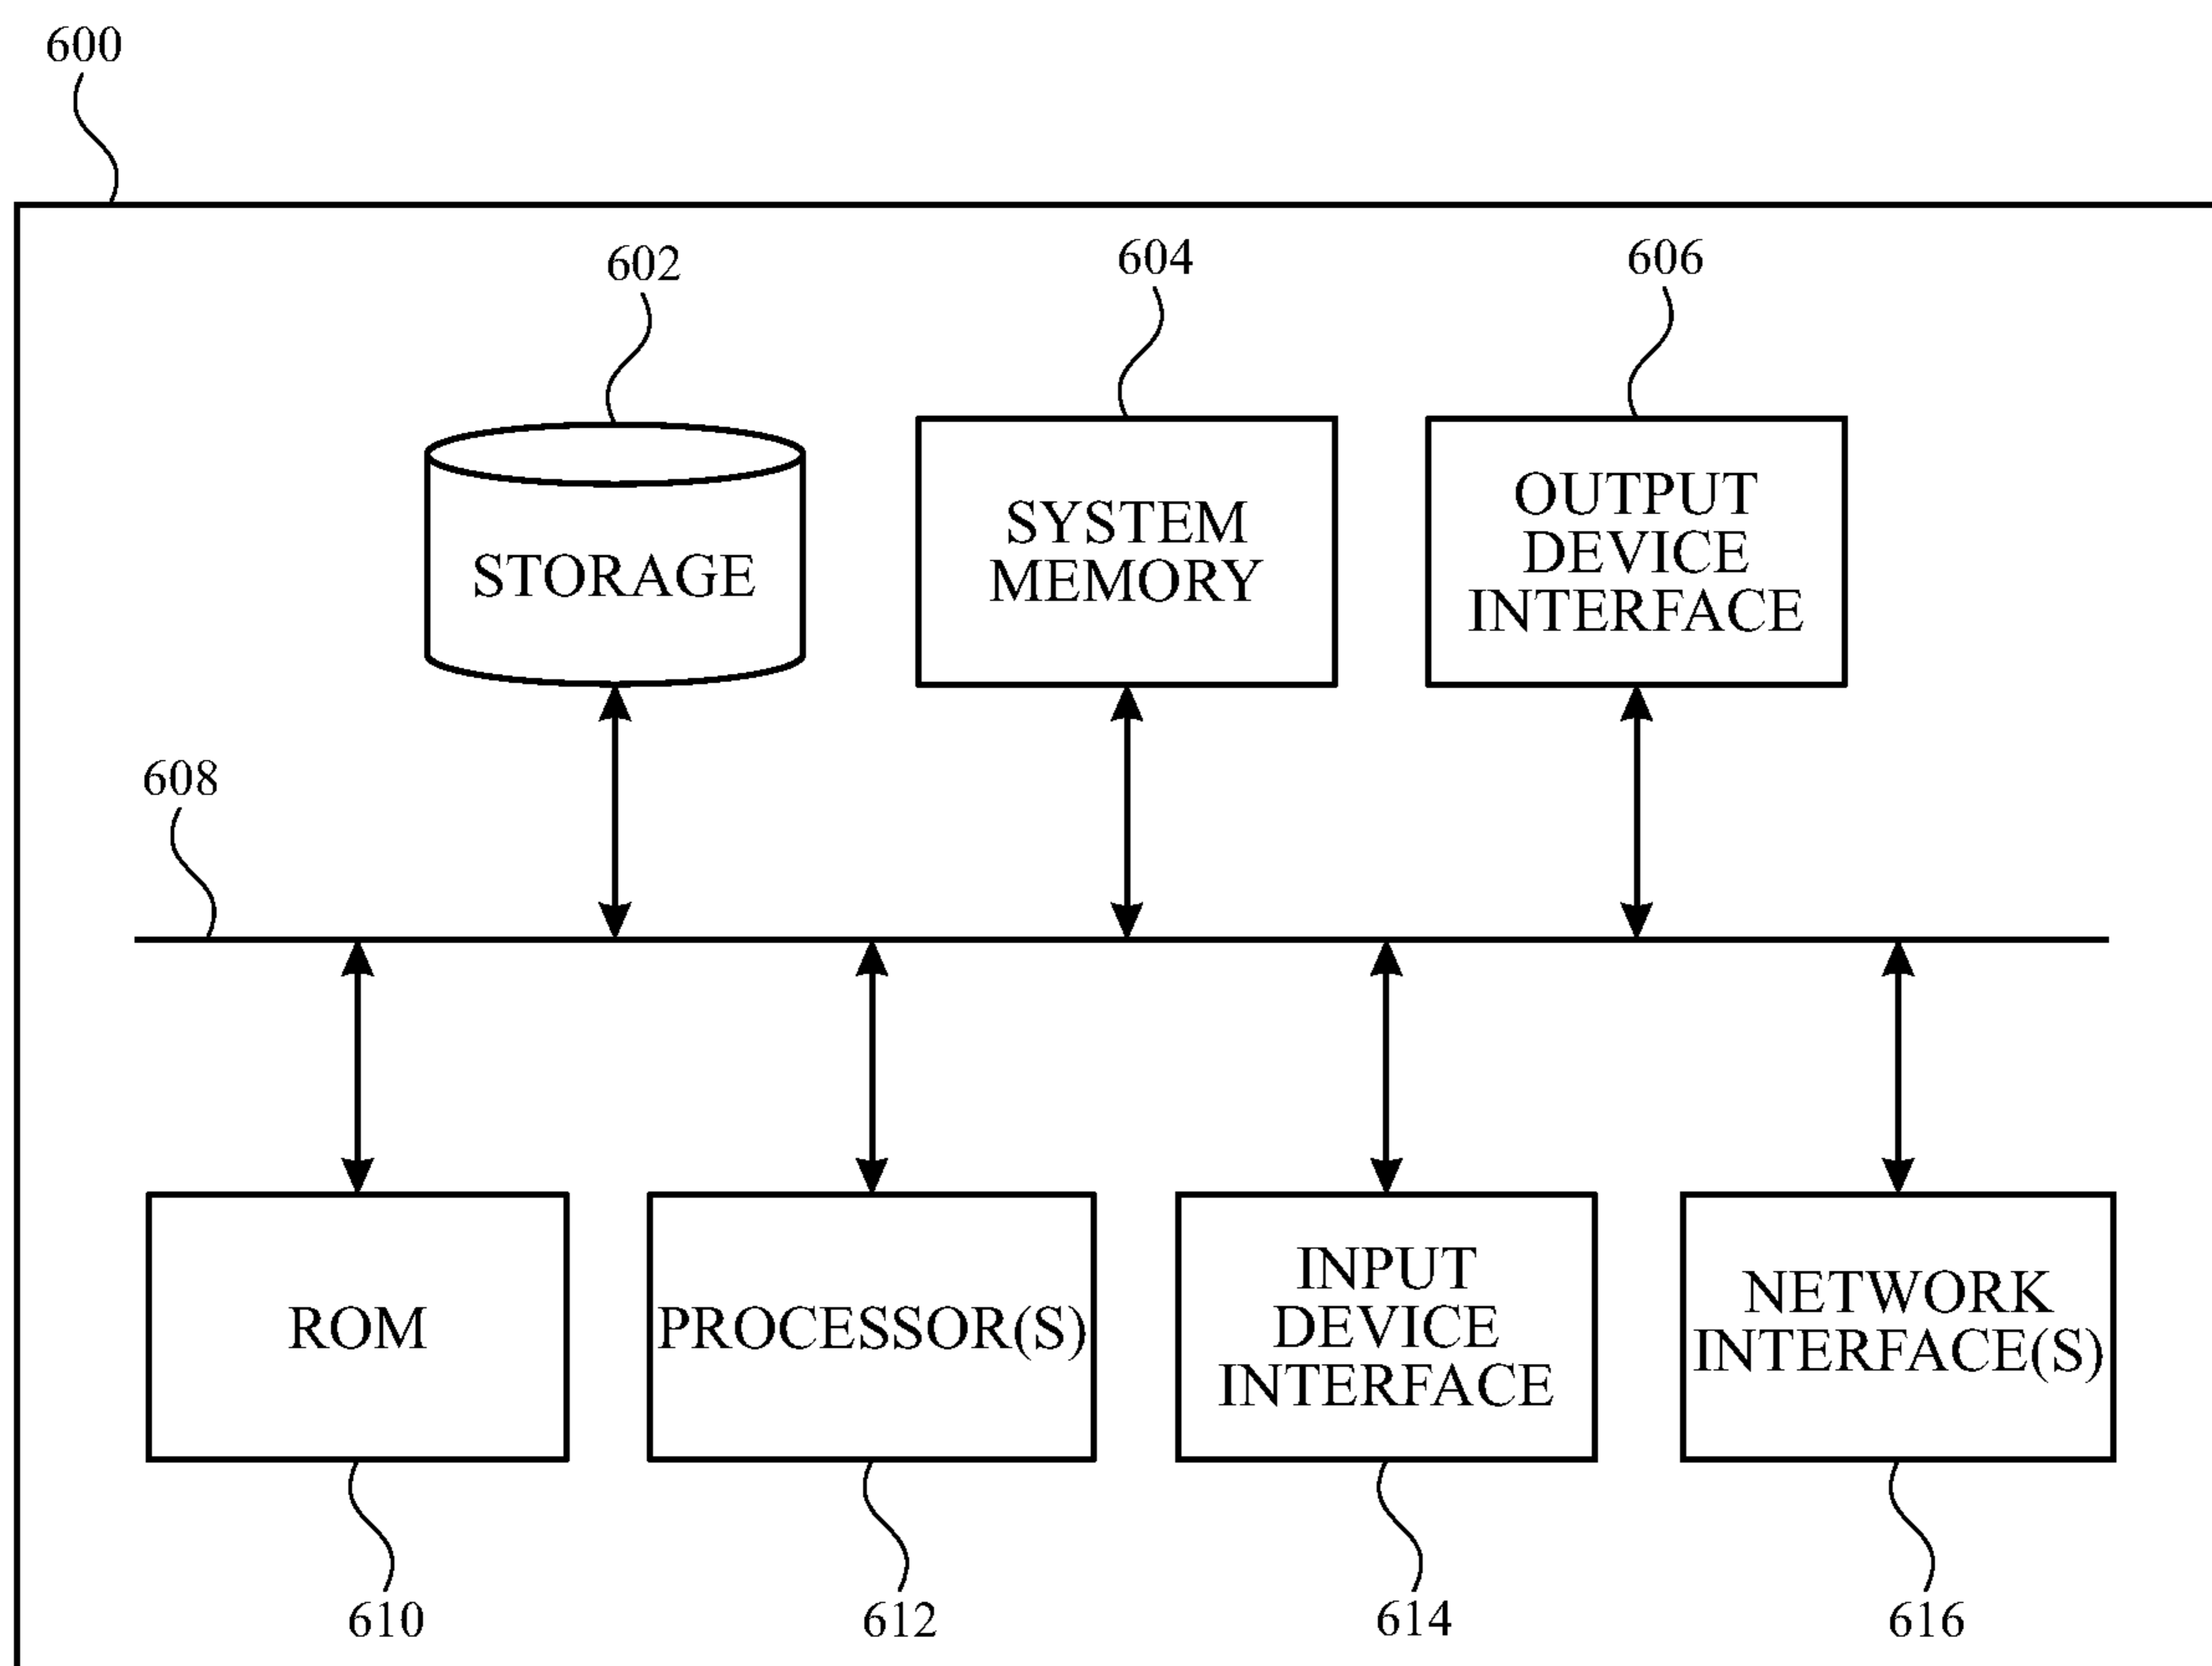 600
602
604
606
STORAGE
SYSTEM
MEMORY
OUTPUT
DEVICE
INTERFACE
608
ROM
PROCESSOR(S)
INPUT
DEVICE
INTERFACE
NETWORK
INTERFACE(S)
610
612
614
616